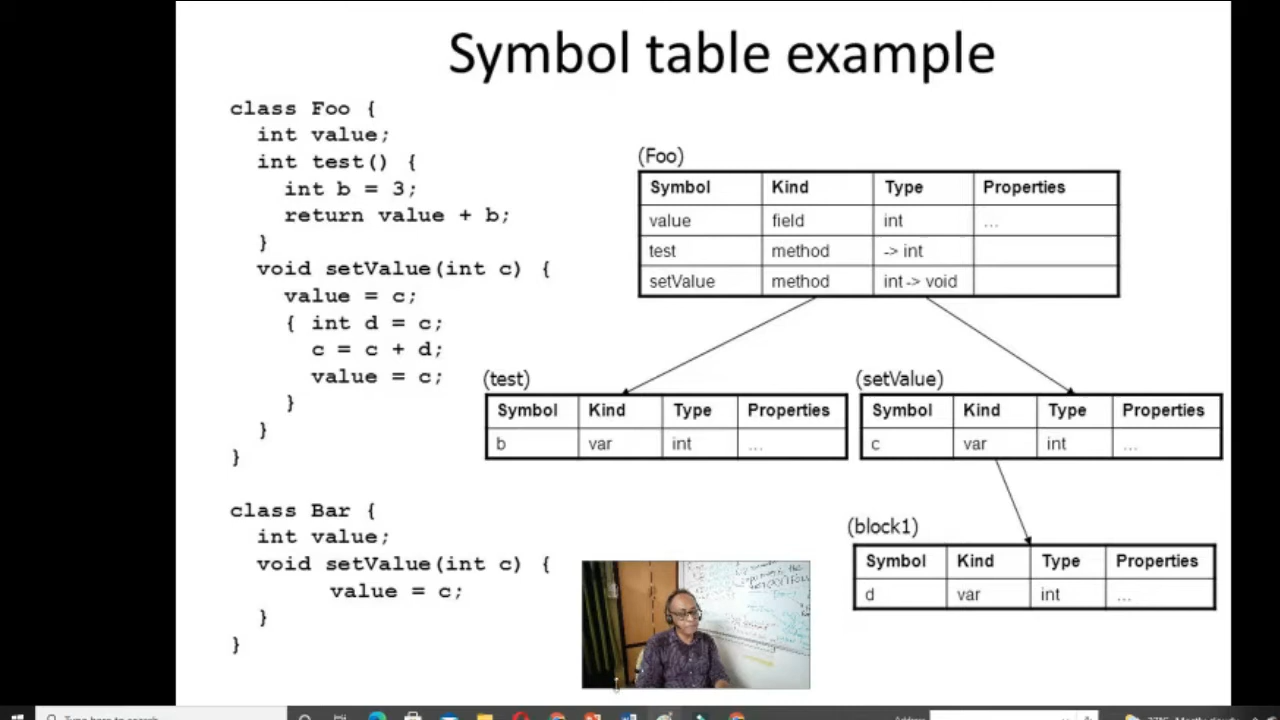 Symbol table example
class Foo {
int value;
int test() {
int b = 3;
return value + b;
}
void setValue(int c) {
value = c;
{ int d = c;
c = c + d;
value = c;
}
}
}
class Bar {
int value;
void setValue(int c) {
value = c;
}
}
(Foo)
Symbol Kind Type Properties
value field int ...
test method -> int
setValue method int -> void
(test)
Symbol Kind Type Properties
b var int ...
(setValue)
Symbol Kind Type Properties
c var int ...
(block1)
Symbol Kind Type Properties
d var int ...